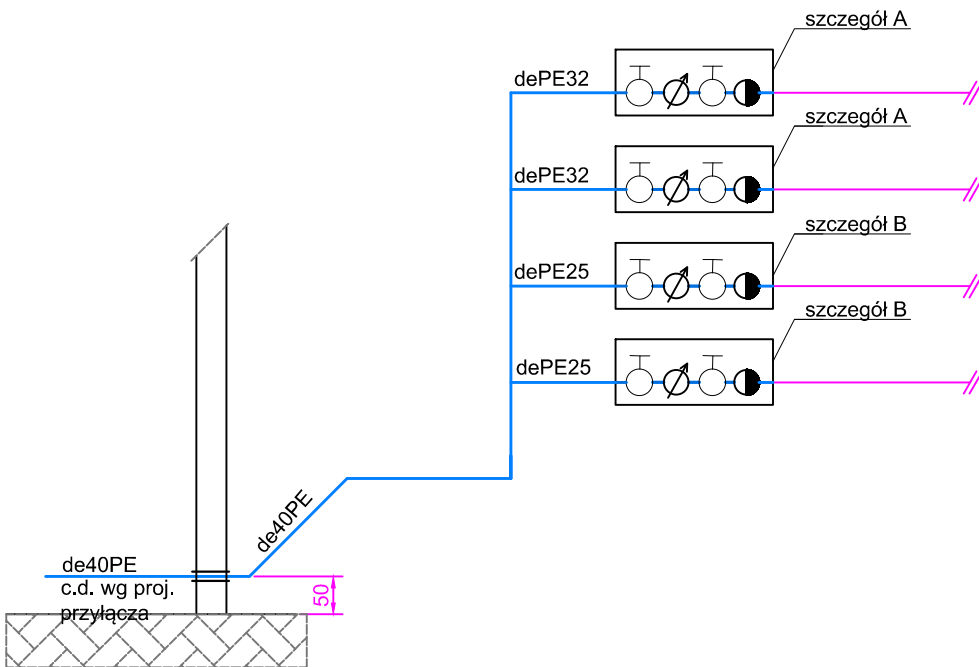 szczegół A
dePE32
szczegół A
dePE32
szczegół B
dePE25
szczegół B
dePE25
de40PE
de40PE
c.d. wg proj.
przyłącza
50